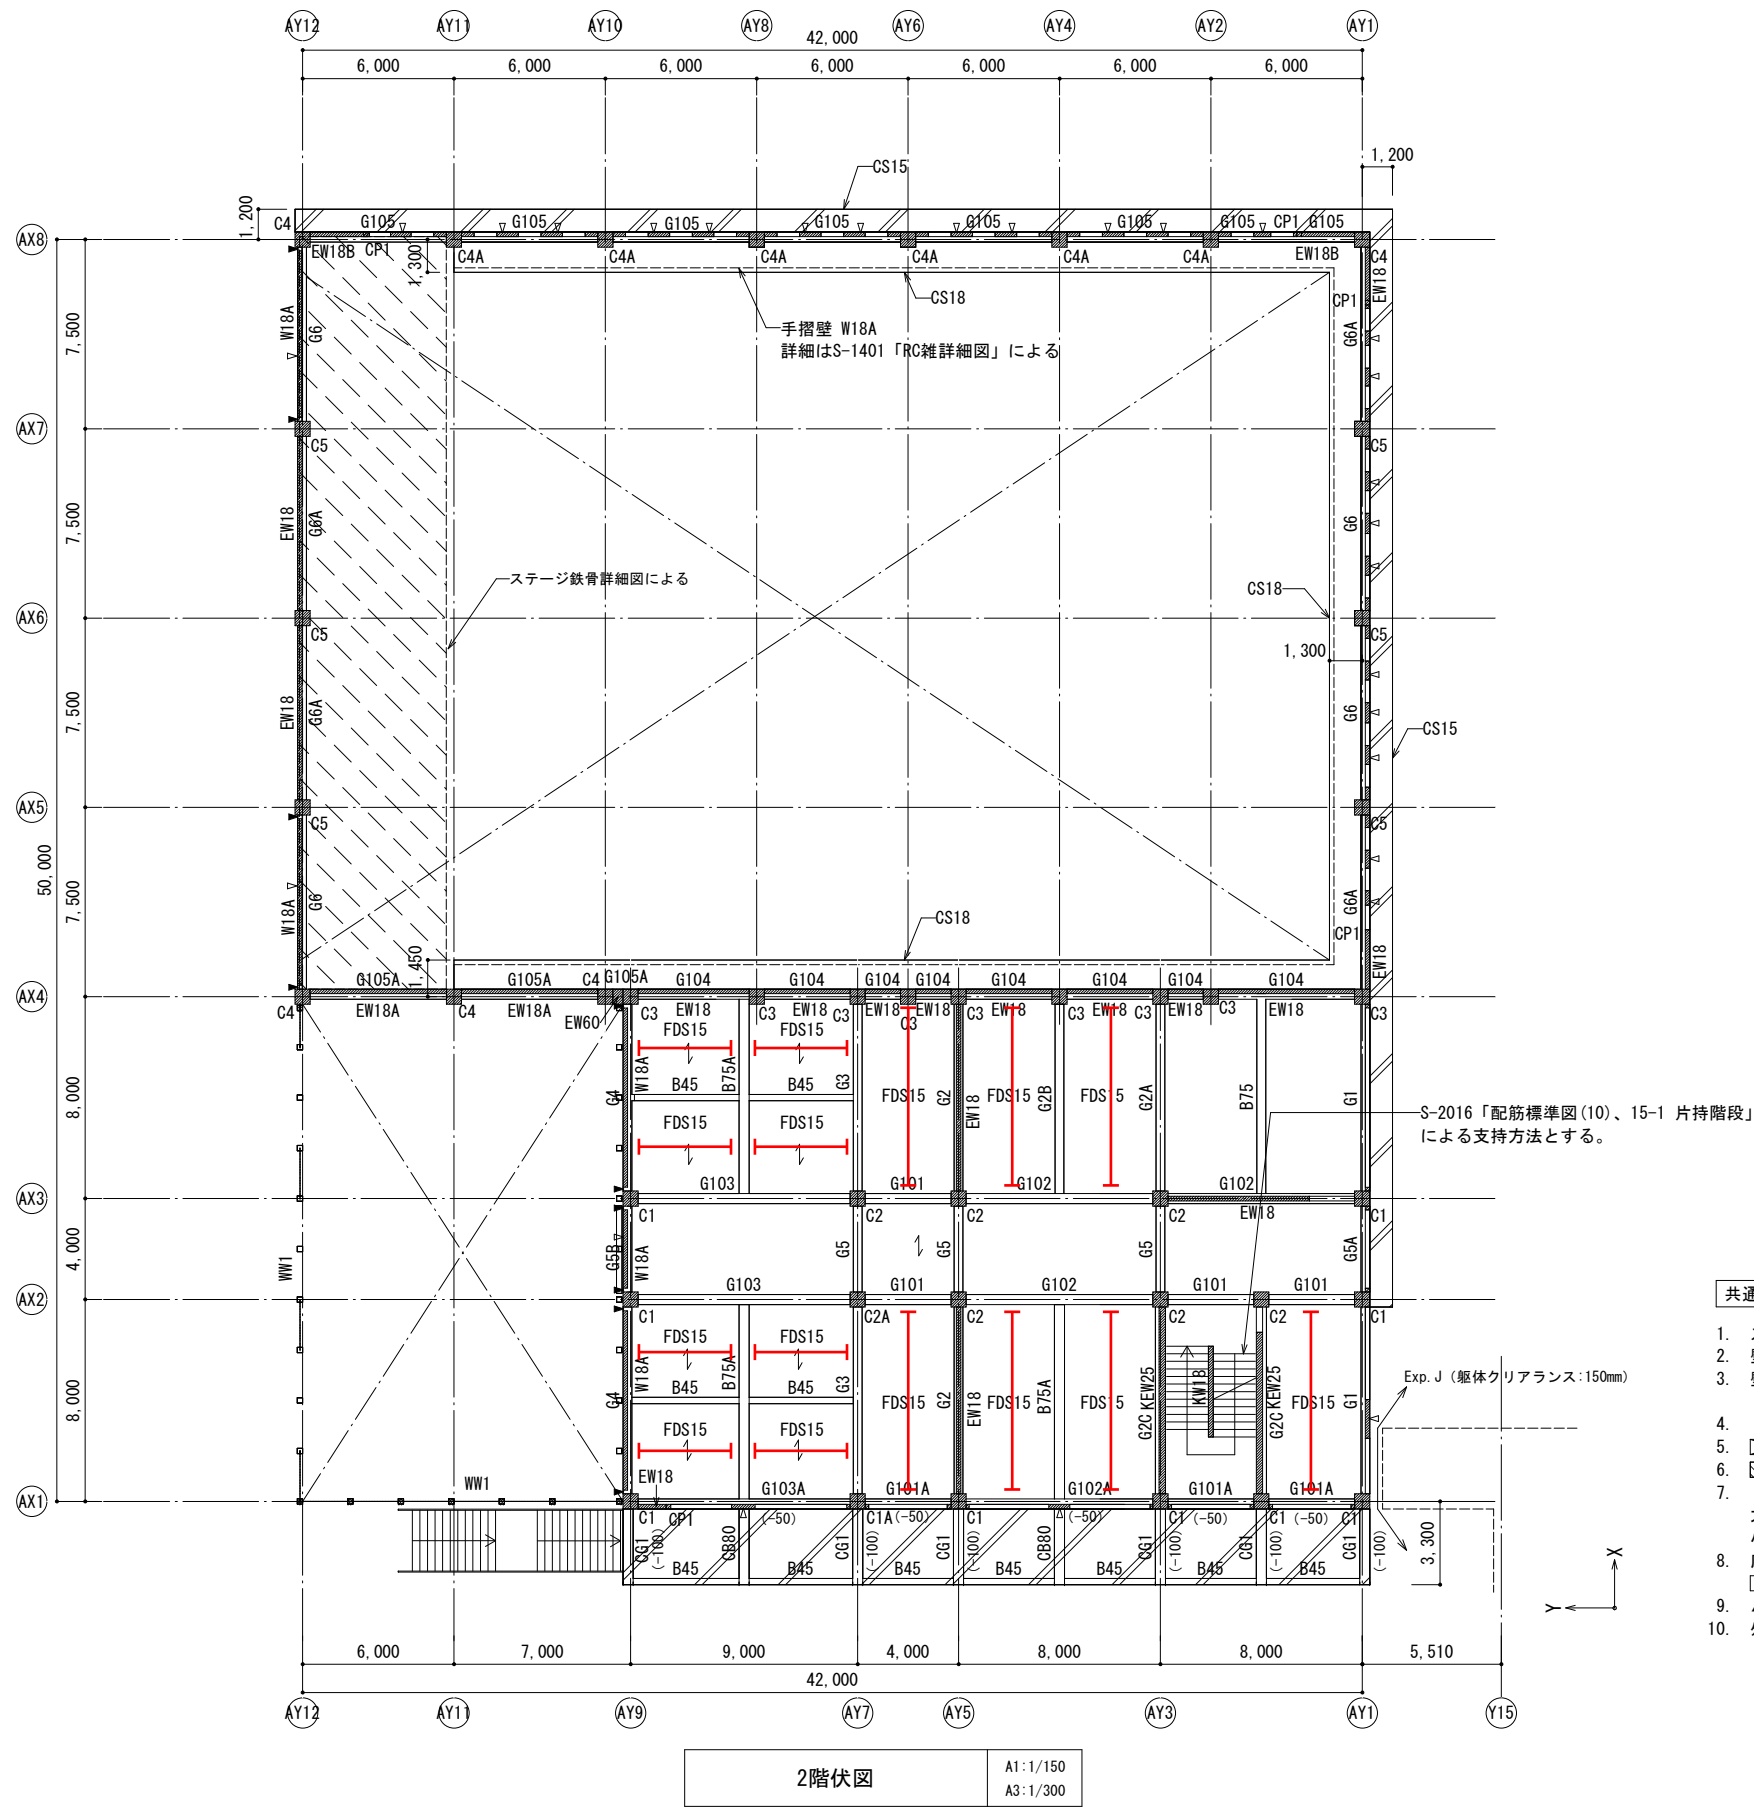 AY12 AY11 AY10 AY8 AY6 AY4 AY2 AY1
42,000
6,000 6,000 6,000 6,000 6,000 6,000 6,000
1,200
CS15
1,200
C4 G105 G105 G105 G105 G105 G105 G105 CP1 G105
AX8
EW18B CP1 1,300 C4A C4A C4A C4A C4A C4A EW18B C4
EW18
CS18
CP1
手摺壁 W18A
詳細はS-1401「RC雑詳細図」による
7,500 W18A G6 G6A
AX7
C5 C5
7,500 EW18 G6A G6
ステージ鉄骨詳細図による
CS18
AX6
C5 C5
1,300
7,500 EW18 G6A G6
CS15
AX5
C5 C5
50,000
7,500 W18A G6 G6A
CS18
CP1
1,450 EW18
G105A G105A C4 G105A G104 G104 G104 G104 G104 G104 G104 G104
AX4
C4 EW18A C4 EW18A EW60 C3 EW18 C3 EW18 C3 EW18 C3 EW18 C3 EW18 C3 EW18 C3 EW18 C3 EW18 C3
FDS15 FDS15
W18A B75A G3
B45 B45
8,000 G4 FDS15 G2 EW18 FDS15 G2B FDS15 G2A B75 G1
FDS15 FDS15
S-2016「配筋標準図(10)、15-1 片持階段」
による支持方法とする。
G103 G101 G102 G102
AX3
C1 C2 C2 C2 EW18 C1
4,000 WW1 G5B W18A G5 G5 G5 G5A
G103 G101 G102 G101 G101
AX2
C1 C2A C2 C2 C2 C1
共通
FDS15 FDS15
W18A B75A G3
B45 B45
8,000 G4 FDS15 G2 EW18 FDS15 B75A FDS15 G2C KEW25 KW18 G2C KEW25 FDS15 G1
Exp.J（躯体クリアランス:150mm）
FDS15 FDS15
1.
2.
3.
4.
5.
6.
7.
8.
9.
10.
WW1 EW18 G103A G101A G102A G101A G101A
AX1
C1 CP1 (-50) C1A (-50) C1 (-50) C1 (-50) C1 (-50) C1
CG1 (-100) CB80 CG1 (-100) CG1 (-100) CB80 CG1 (-100) CG1 (-100) CG1 (-100)
B45 B45 B45 B45 B45 B45 B45
3,300
X
Y
6,000 7,000 9,000 4,000 8,000 8,000 5,510
42,000
AY12 AY11 AY9 AY7 AY5 AY3 AY1 Y15
2階伏図
A1:1/150
A3:1/300